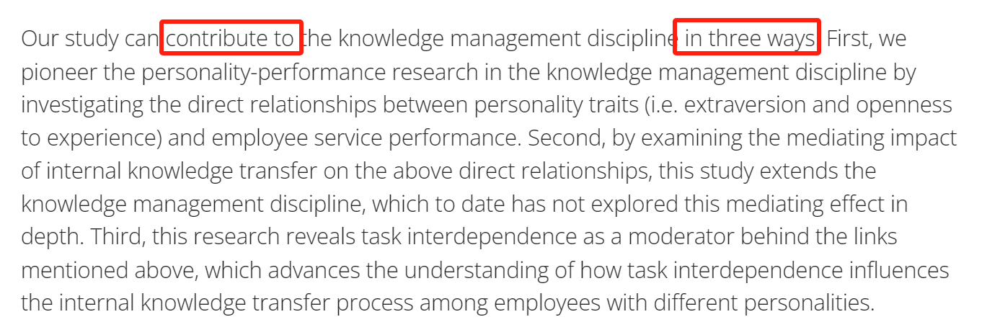 Our study can contribute to the knowledge management discipline in three ways. First, we
pioneer the personality-performance research in the knowledge management discipline by
investigating the direct relationships between personality traits (i.e. extraversion and openness
to experience) and employee service performance. Second, by examining the mediating impact
of internal knowledge transfer on the above direct relationships, this study extends the
knowledge management discipline, which to date has not explored this mediating effect in
depth. Third, this research reveals task interdependence as a moderator behind the links
mentioned above, which advances the understanding of how task interdependence influences
the internal knowledge transfer process among employees with different personalities.